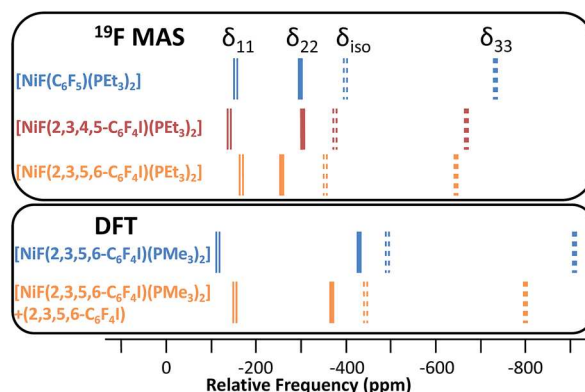 ¹⁹F MAS δ₁₁ δ₂₂ δiso δ₃₃
[NiF(C₆F₅)(PEt₃)₂]
[NiF(2,3,4,5-C₆F₄I)(PEt₃)₂]
[NiF(2,3,5,6-C₆F₄I)(PEt₃)₂]
DFT
[NiF(2,3,5,6-C₆F₄I)(PMe₃)₂]
[NiF(2,3,5,6-C₆F₄I)(PMe₃)₂]
+(2,3,5,6-C₆F₄I)
0 -200 -400 -600 -800
Relative Frequency (ppm)